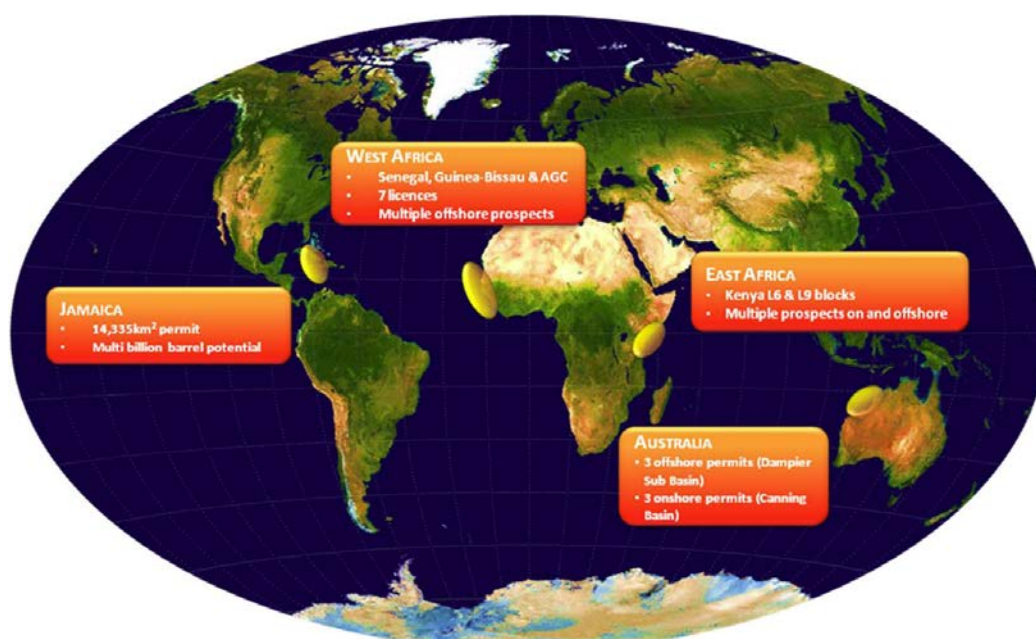 WEST AFRICA
• Senegal, Guinea-Bissau & AGC
• 7 licences
• Multiple offshore prospects
EAST AFRICA
• Kenya L6 & L9 blocks
• Multiple prospects on and offshore
JAMAICA
• 14,335km² permit
• Multi billion barrel potential
AUSTRALIA
• 3 offshore permits (Dampier
Sub Basin)
• 3 onshore permits (Canning
Basin)